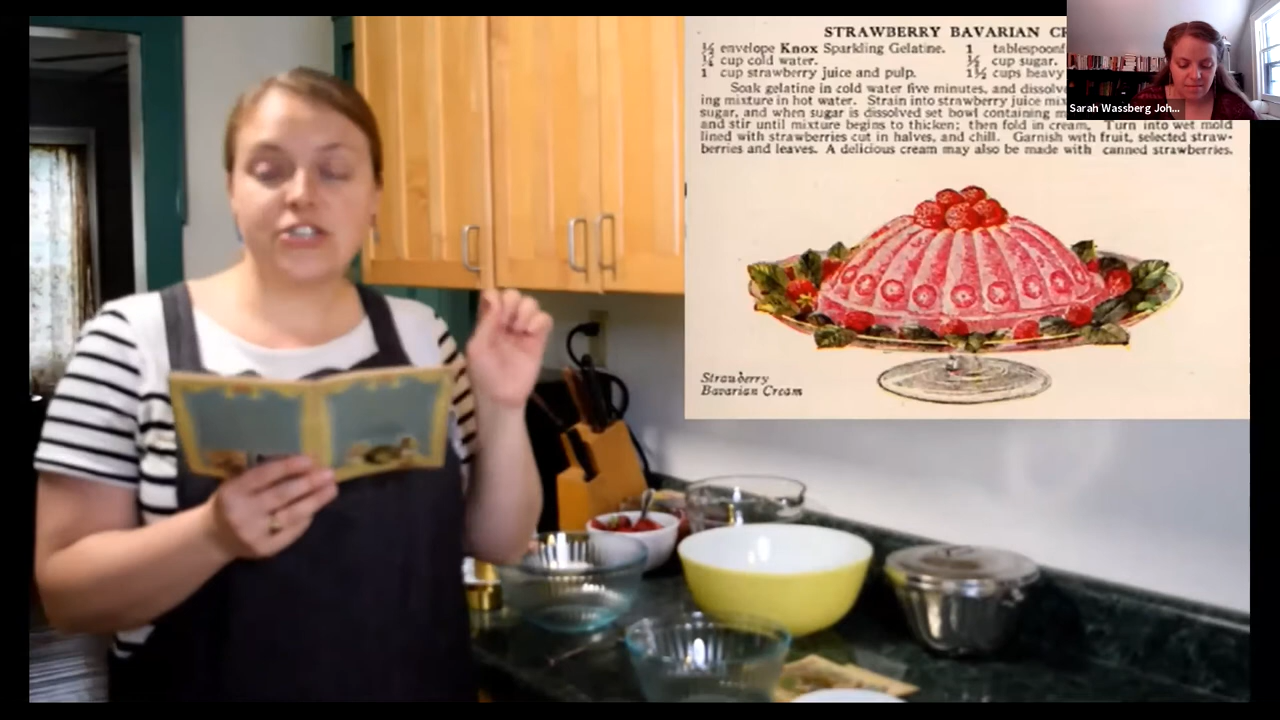 STRAWBERRY BAVARIAN CR
½ envelope Knox Sparkling Gelatine. 1 tablespoonf
¼ cup cold water. ½ cup sugar.
1 cup strawberry juice and pulp. 1½ cups heavy
Soak gelatine in cold water five minutes, and dissolv
ing mixture in hot water. Strain into strawberry juice mix
sugar, and when sugar is dissolved set bowl containing m
and stir until mixture begins to thicken; then fold in cream. Turn into wet mold
lined with strawberries cut in halves, and chill. Garnish with fruit, selected straw-
berries and leaves. A delicious cream may also be made with canned strawberries.
Strawberry
Bavarian Cream
Sarah Wassberg Joh...